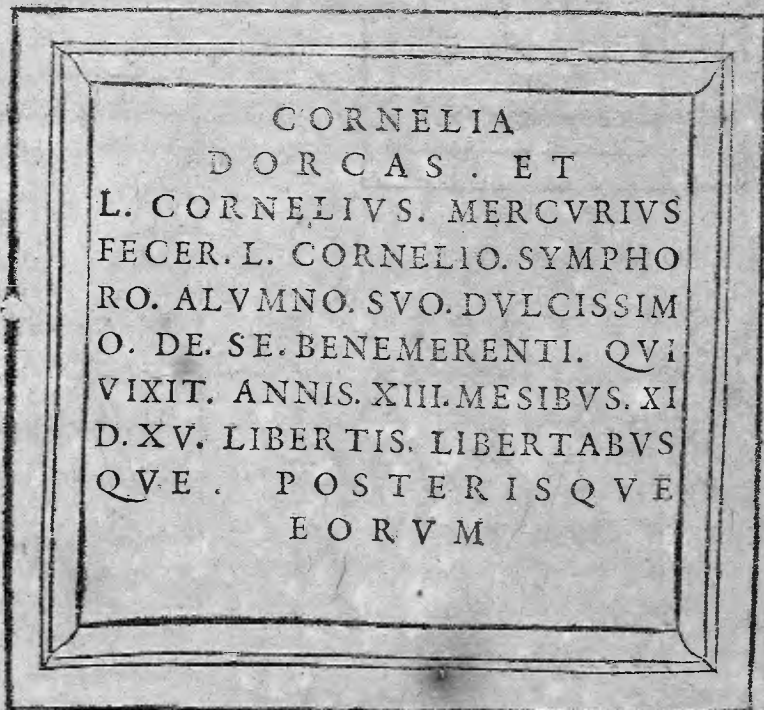 CORNELIA
DORCAS . ET
L. CORNELIVS. MERCVRIVS
FECER. L. CORNELIO. SYMPHO
RO. ALVMNO. SVO. DVLCISSIM
O. DE. SE. BENEMERENTI. QVI
VIXIT. ANNIS. XIII. MESIBVS. XI
D. XV. LIBERTIS. LIBERTABVS
QVE . POSTERISQVE
EORVM